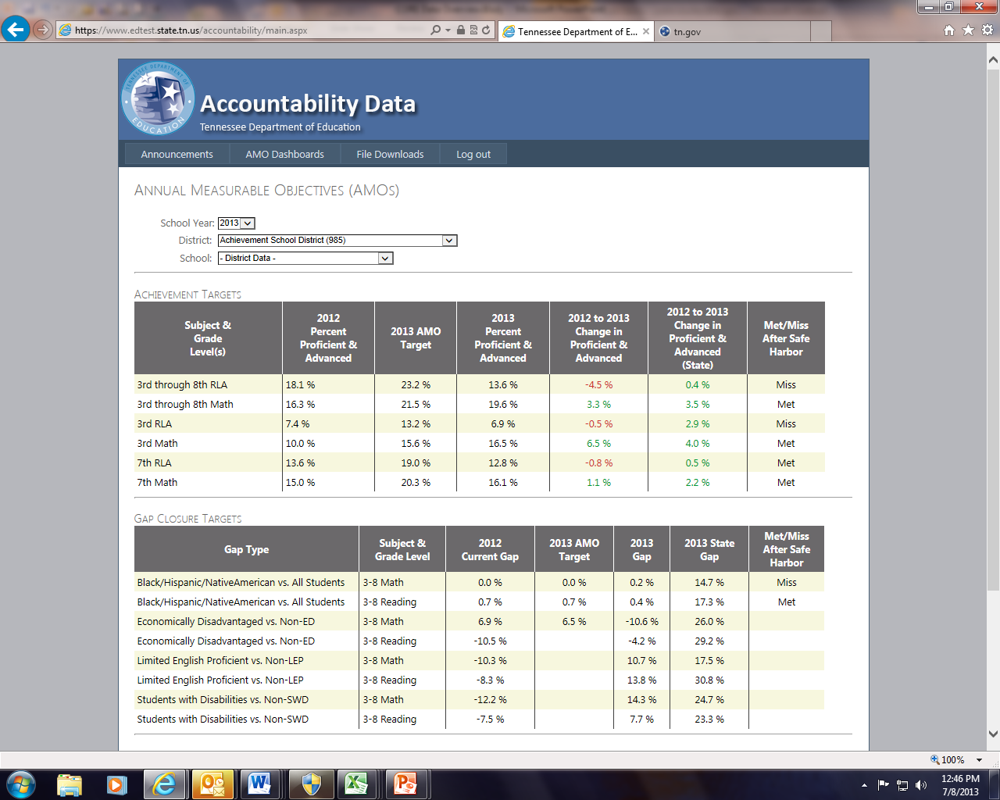 https://www.edtest.state.tn.us/accountability/main.aspx
Tennessee Department of E...
tn.gov
TENNESSEE DEPARTMENT OF EDUCATION
Accountability Data
Tennessee Department of Education
Announcements AMO Dashboards File Downloads Log out
Annual Measurable Objectives (AMOs)
School Year: 2013
District: Achievement School District (985)
School: - District Data -
Achievement Targets
Subject & Grade Level(s) 2012 Percent Proficient & Advanced 2013 AMO Target 2013 Percent Proficient & Advanced 2012 to 2013 Change in Proficient & Advanced 2012 to 2013 Change in Proficient & Advanced (State) Met/Miss After Safe Harbor
3rd through 8th RLA 18.1 % 23.2 % 13.6 % -4.5 % 0.4 % Miss
3rd through 8th Math 16.3 % 21.5 % 19.6 % 3.3 % 3.5 % Met
3rd RLA 7.4 % 13.2 % 6.9 % -0.5 % 2.9 % Miss
3rd Math 10.0 % 15.6 % 16.5 % 6.5 % 4.0 % Met
7th RLA 13.6 % 19.0 % 12.8 % -0.8 % 0.5 % Met
7th Math 15.0 % 20.3 % 16.1 % 1.1 % 2.2 % Met
Gap Closure Targets
Gap Type Subject & Grade Level 2012 Current Gap 2013 AMO Target 2013 Gap 2013 State Gap Met/Miss After Safe Harbor
Black/Hispanic/NativeAmerican vs. All Students 3-8 Math 0.0 % 0.0 % 0.2 % 14.7 % Miss
Black/Hispanic/NativeAmerican vs. All Students 3-8 Reading 0.7 % 0.7 % 0.4 % 17.3 % Met
Economically Disadvantaged vs. Non-ED 3-8 Math 6.9 % 6.5 % -10.6 % 26.0 %
Economically Disadvantaged vs. Non-ED 3-8 Reading -10.5 % -4.2 % 29.2 %
Limited English Proficient vs. Non-LEP 3-8 Math -10.3 % 10.7 % 17.5 %
Limited English Proficient vs. Non-LEP 3-8 Reading -8.3 % 13.8 % 30.8 %
Students with Disabilities vs. Non-SWD 3-8 Math -12.2 % 14.3 % 24.7 %
Students with Disabilities vs. Non-SWD 3-8 Reading -7.5 % 7.7 % 23.3 %
100%
12:46 PM
7/8/2013